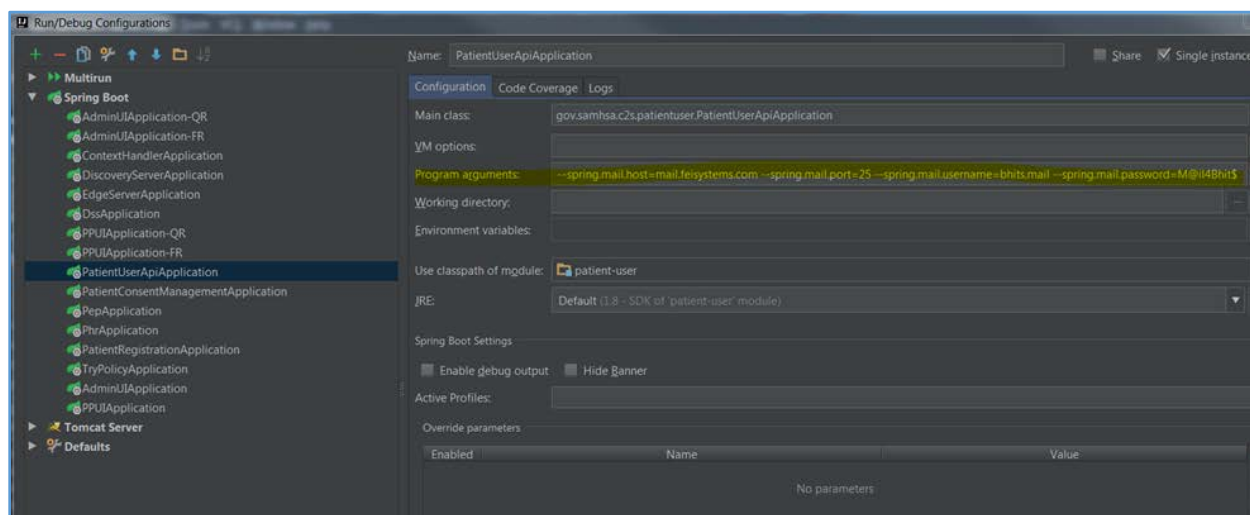 Run/Debug Configurations
Name: PatientUserApiApplication Share Single instance
Multirun
Spring Boot
AdminUIApplication-QR
AdminUIApplication-FR
ContextHandlerApplication
DiscoveryServerApplication
EdgeServerApplication
DssApplication
PPUIApplication-QR
PPUIApplication-FR
PatientUserApiApplication
PatientConsentManagementApplication
PepApplication
PhrApplication
PatientRegistrationApplication
TryPolicyApplication
AdminUIApplication
PPUIApplication
Tomcat Server
Defaults
Configuration Code Coverage Logs
Main class: gov.samhsa.c2s.patientuser.PatientUserApiApplication
VM options:
Program arguments: --spring.mail.host=mail.feisystems.com --spring.mail.port=25 --spring.mail.username=bhits.mail --spring.mail.password=M@il4Bhit$
Working directory:
Environment variables:
Use classpath of module: patient-user
JRE: Default (1.8 - SDK of 'patient-user' module)
Spring Boot Settings
Enable debug output Hide Banner
Active Profiles:
Override parameters
Enabled Name Value
No parameters